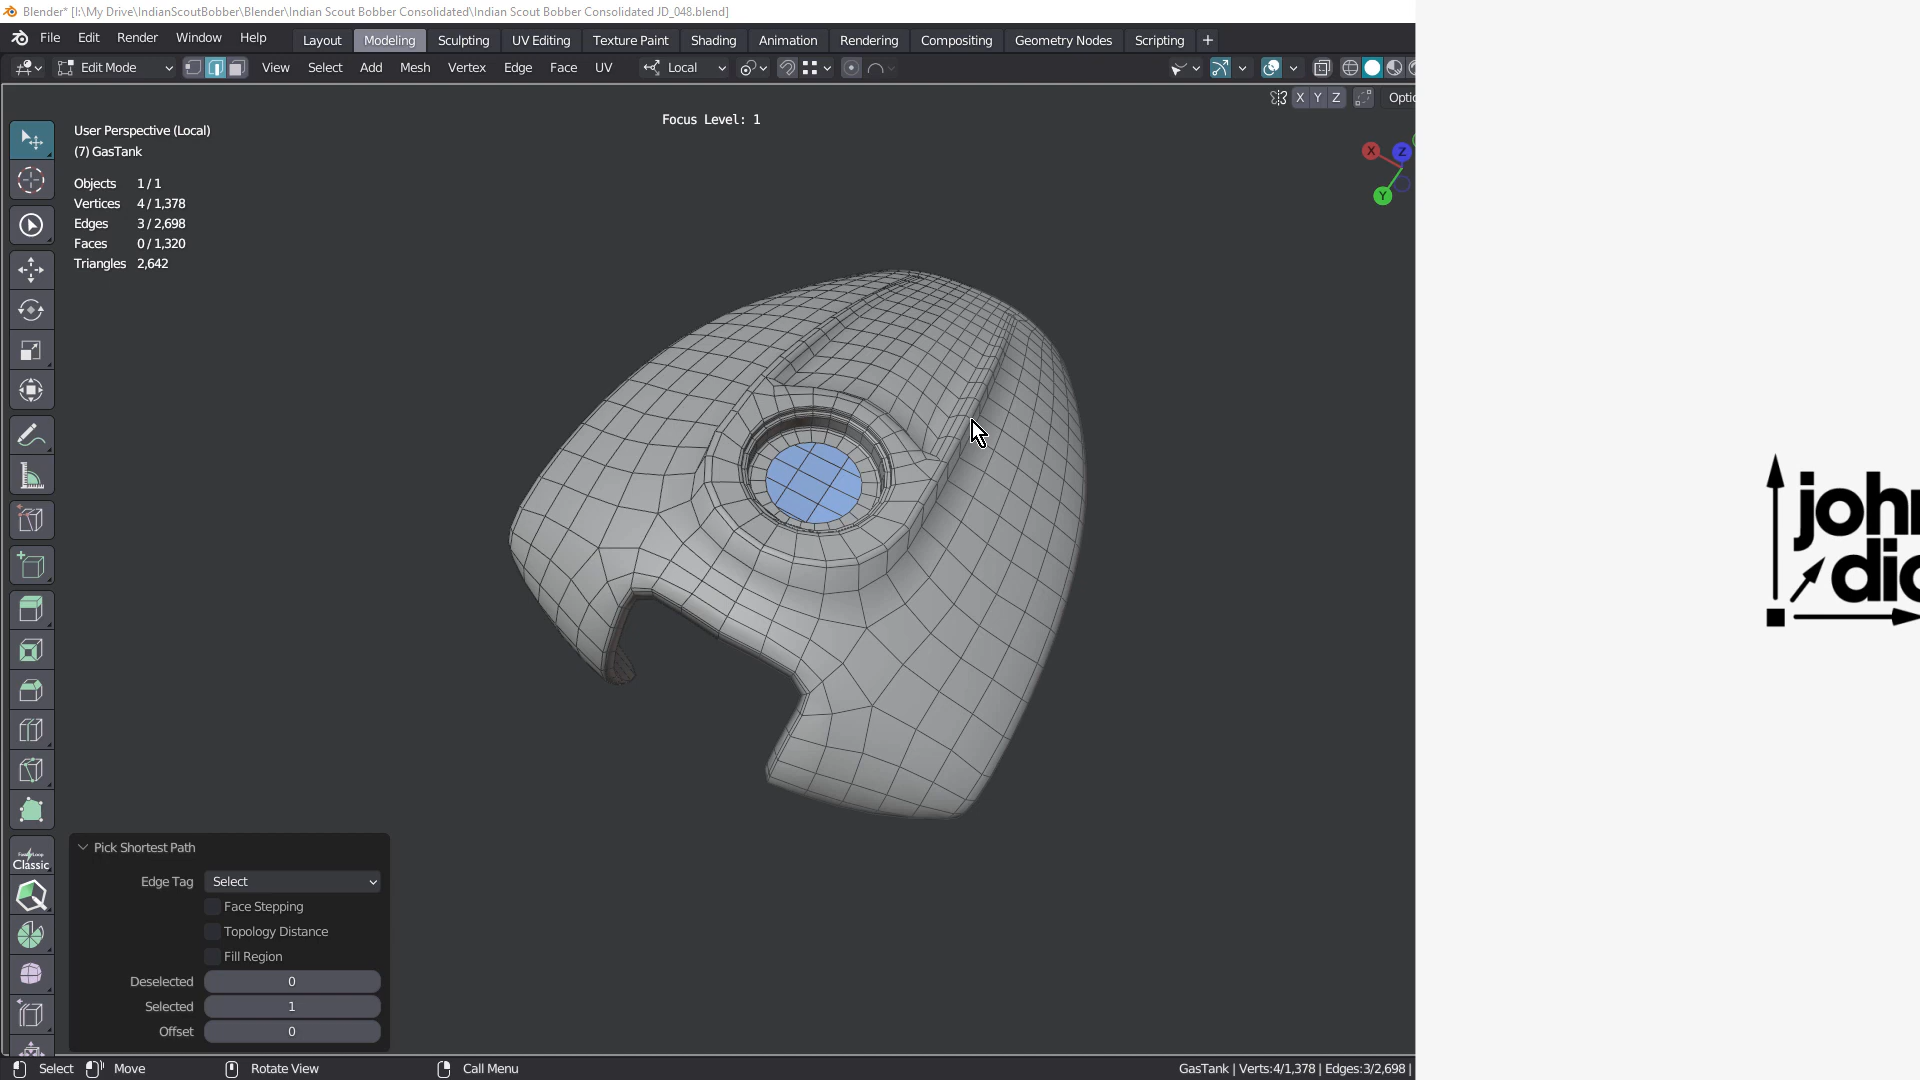 Blender* [I:\My Drive\IndianScoutBobber\Blender\Indian Scout Bobber Consolidated\Indian Scout Bobber Consolidated JD_048.blend]
File Edit Render Window Help Layout Modeling Sculpting UV Editing Texture Paint Shading Animation Rendering Compositing Geometry Nodes Scripting +
Edit Mode View Select Add Mesh Vertex Edge Face UV Local
X Y Z Optio
Focus Level: 1
User Perspective (Local)
(7) GasTank
X Z
Y
Objects 1 / 1
Vertices 4 / 1,378
Edges 3 / 2,698
Faces 0 / 1,320
Triangles 2,642
john
dic
Classic
Pick Shortest Path
Edge Tag Select
Face Stepping
Topology Distance
Fill Region
Deselected 0
Selected 1
Offset 0
Select Move Rotate View Call Menu GasTank | Verts:4/1,378 | Edges:3/2,698 |